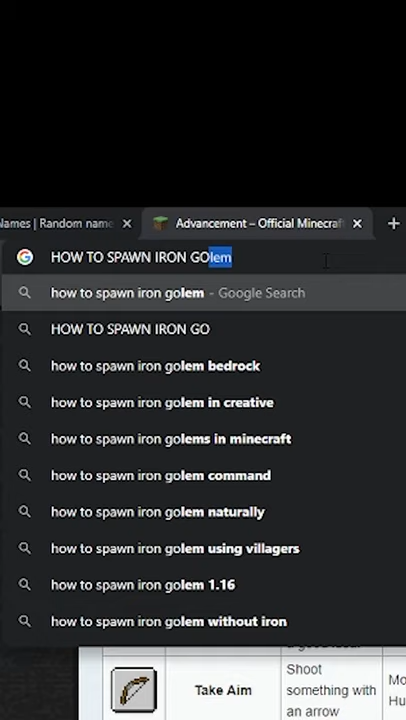 Names | Random name
Advancement – Official Minecraft
HOW TO SPAWN IRON GOlem
how to spawn iron golem - Google Search
HOW TO SPAWN IRON GO
how to spawn iron golem bedrock
how to spawn iron golem in creative
how to spawn iron golems in minecraft
how to spawn iron golem command
how to spawn iron golem naturally
how to spawn iron golem using villagers
how to spawn iron golem 1.16
how to spawn iron golem without iron
Take Aim
Shoot
something with
an arrow
Mo
Hu